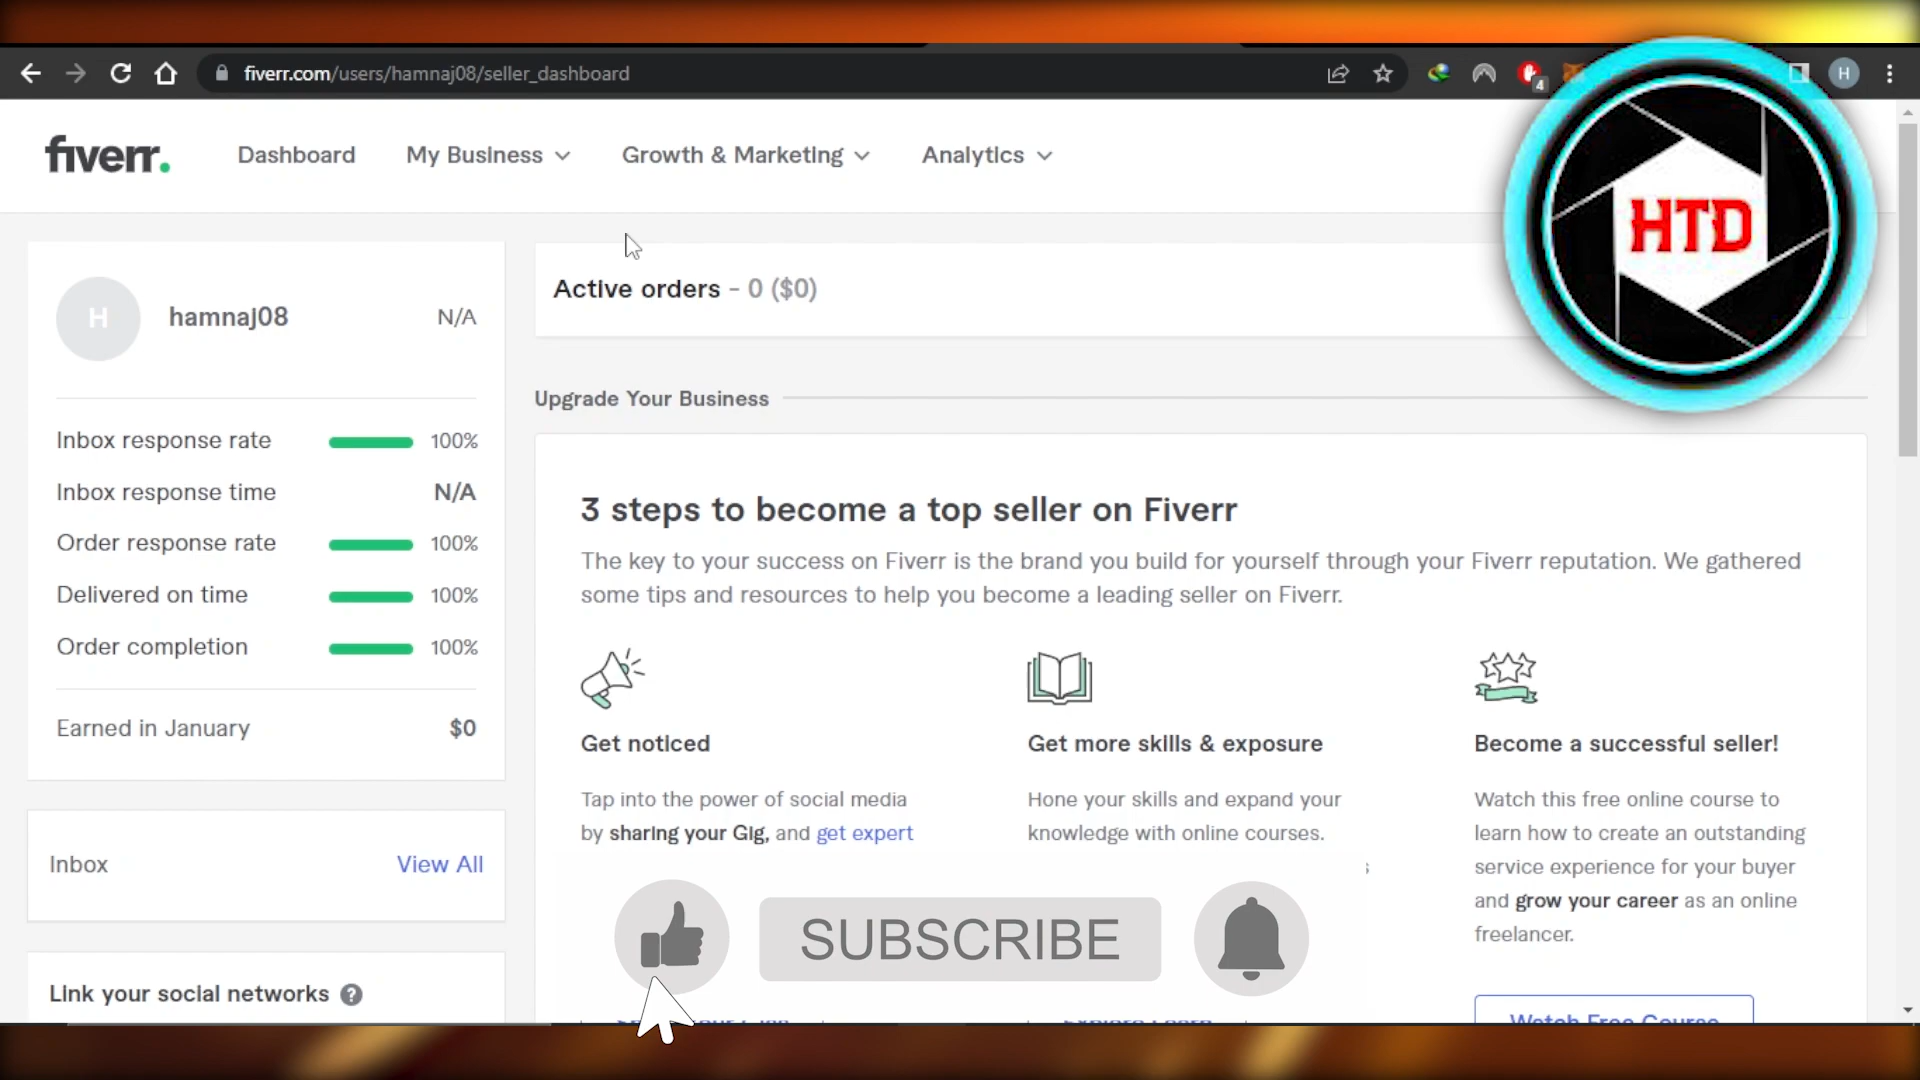 fiverr.com/users/hamnaj08/seller_dashboard
4
H
fiverr.
Dashboard
My Business
Growth & Marketing
Analytics
HTD
H
hamnaj08
N/A
Inbox response rate
100%
Inbox response time
N/A
Order response rate
100%
Delivered on time
100%
Order completion
100%
Earned in January
$0
Inbox
View All
Link your social networks
?
Active orders - 0 ($0)
Upgrade Your Business
3 steps to become a top seller on Fiverr
The key to your success on Fiverr is the brand you build for yourself through your Fiverr reputation. We gathered
some tips and resources to help you become a leading seller on Fiverr.
Get noticed
Tap into the power of social media
by sharing your Gig, and get expert
Get more skills & exposure
Hone your skills and expand your
knowledge with online courses.
Become a successful seller!
Watch this free online course to
learn how to create an outstanding
service experience for your buyer
and grow your career as an online
freelancer.
Watch Free Course
SUBSCRIBE